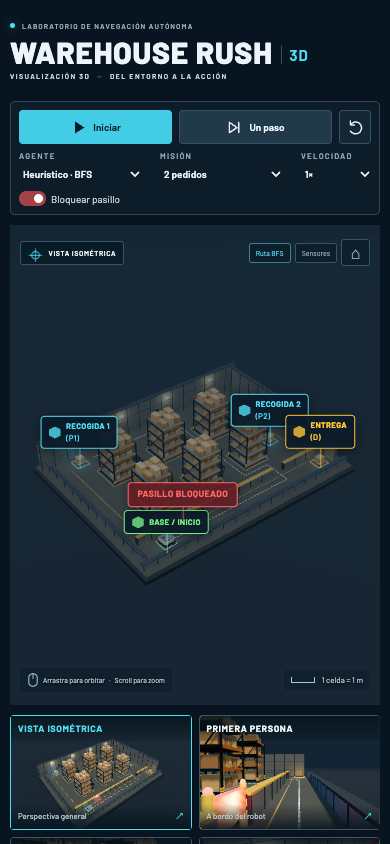 LABORATORIO DE NAVEGACIÓN AUTÓNOMA
WAREHOUSE RUSH | 3D
VISUALIZACIÓN 3D — DEL ENTORNO A LA ACCIÓN
Iniciar
Un paso
AGENTE
MISIÓN
VELOCIDAD
Heurístico · BFS
2 pedidos
1×
Bloquear pasillo
VISTA ISOMÉTRICA
Ruta BFS
Sensores
RECOGIDA 1
(P1)
RECOGIDA 2
(P2)
ENTREGA
(D)
PASILLO BLOQUEADO
BASE / INICIO
Arrastra para orbitar · Scroll para zoom
1 celda = 1 m
VISTA ISOMÉTRICA
Perspectiva general
PRIMERA PERSONA
A bordo del robot